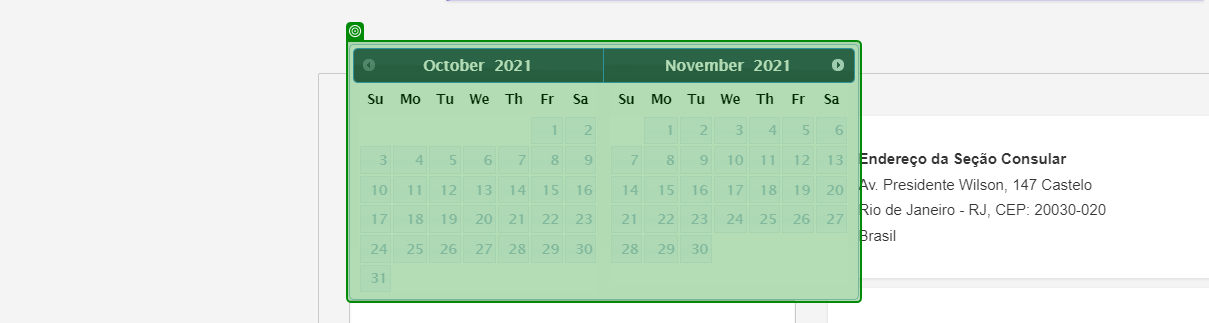 October 2021 November 2021
Su Mo Tu We Th Fr Sa Su Mo Tu We Th Fr Sa
1 2 1 2 3 4 5 6
3 4 5 6 7 8 9 7 8 9 10 11 12 13
10 11 12 13 14 15 16 14 15 16 17 18 19 20
17 18 19 20 21 22 23 21 22 23 24 25 26 27
24 25 26 27 28 29 30 28 29 30
31
Endereço da Seção Consular
Av. Presidente Wilson, 147 Castelo
Rio de Janeiro - RJ, CEP: 20030-020
Brasil